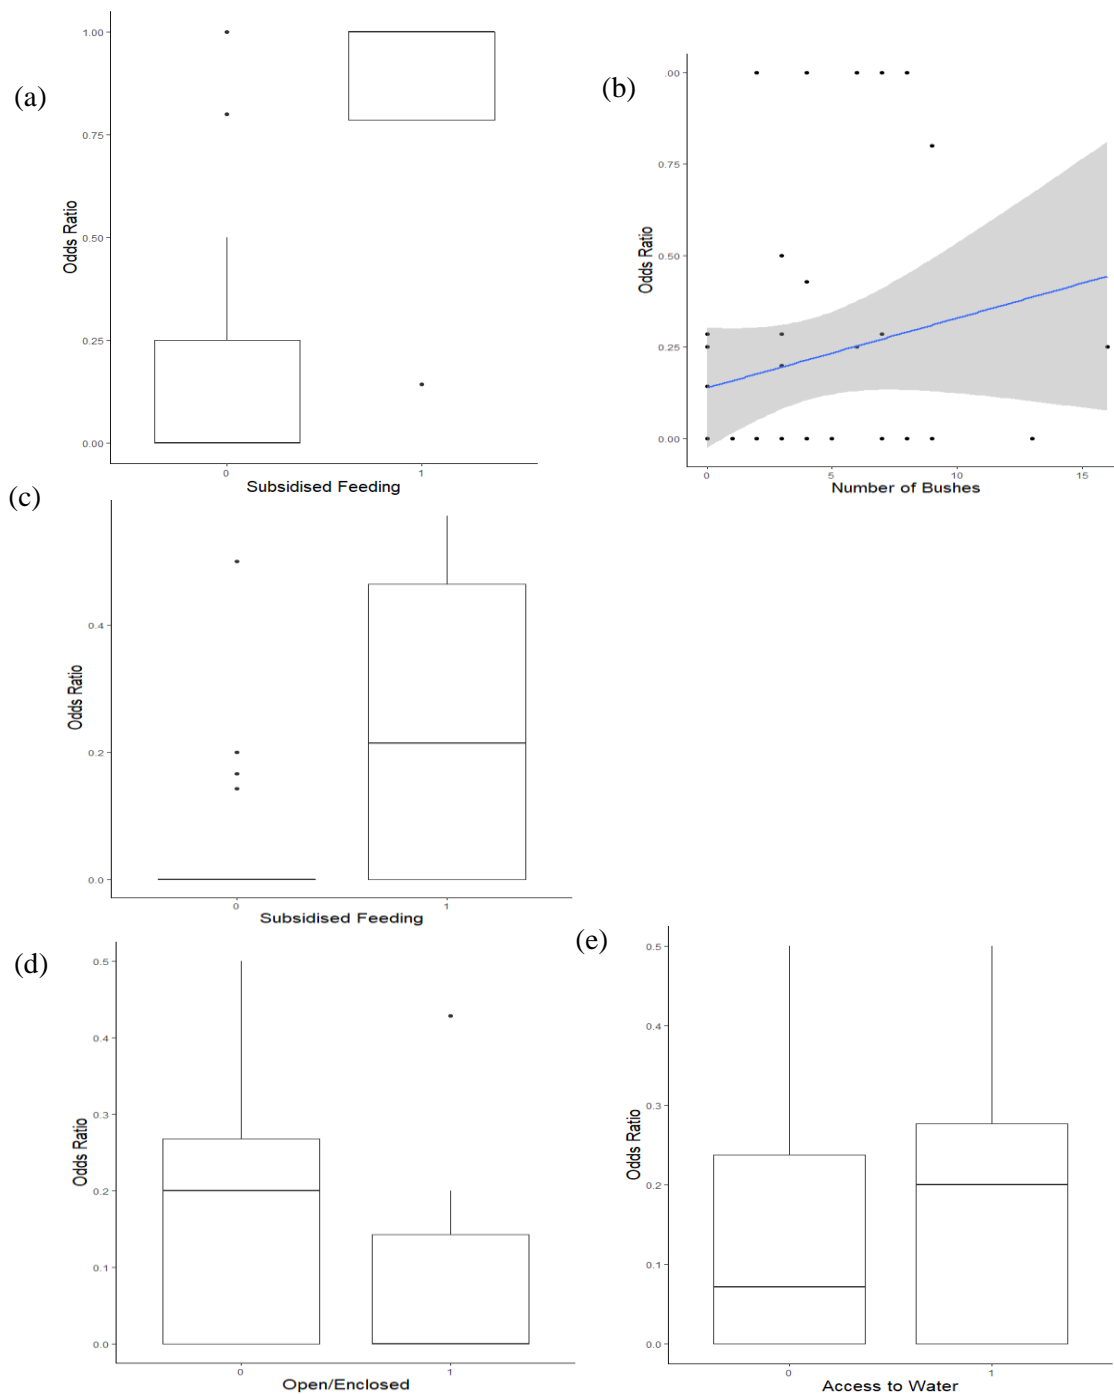 (a)
Odds Ratio
1.00
0.75
0.50
0.25
0.00
0
1
Subsidised Feeding
(b)
Odds Ratio
.00
0.75
0.50
0.25
0.00
0
5
10
15
Number of Bushes
(c)
Odds Ratio
0.4
0.2
0.0
0
1
Subsidised Feeding
(d)
Odds Ratio
0.5
0.4
0.3
0.2
0.1
0.0
0
1
Open/Enclosed
(e)
Odds Ratio
0.5
0.4
0.3
0.2
0.1
0.0
0
1
Access to Water